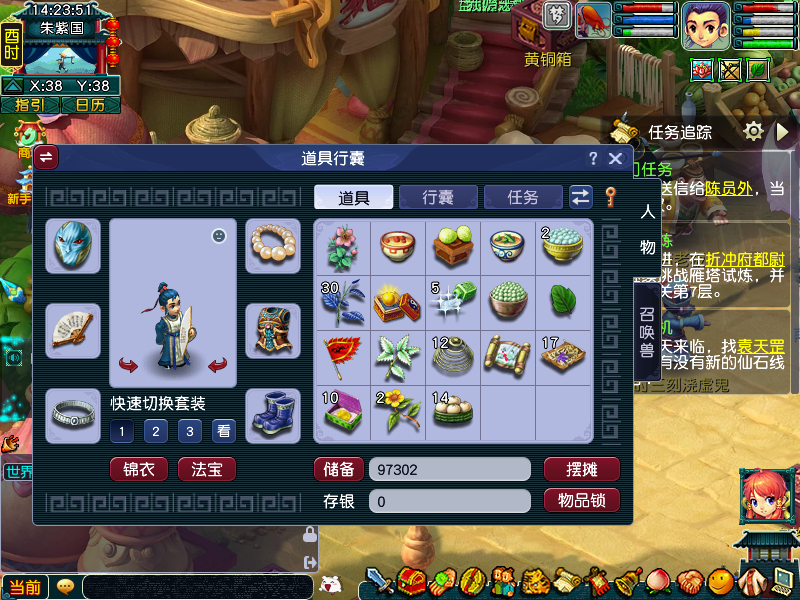 14:23:51
朱紫国
酉时
X:38 Y:38
指引 日历
黄铜箱
梦
任务追踪
道具行囊
?
道具 行囊 任务
人物
召唤兽
送信给陈员外，当
进，在折冲府都尉
挑战雁塔试炼，并
关第7层。
天来临，找袁天罡
有没有新的仙石线
2
30
5
12
17
10
2
14
快速切换套装
1 2 3 看
锦衣 法宝
储备 97302 摆摊
存银 0 物品锁
新手
世界
当前